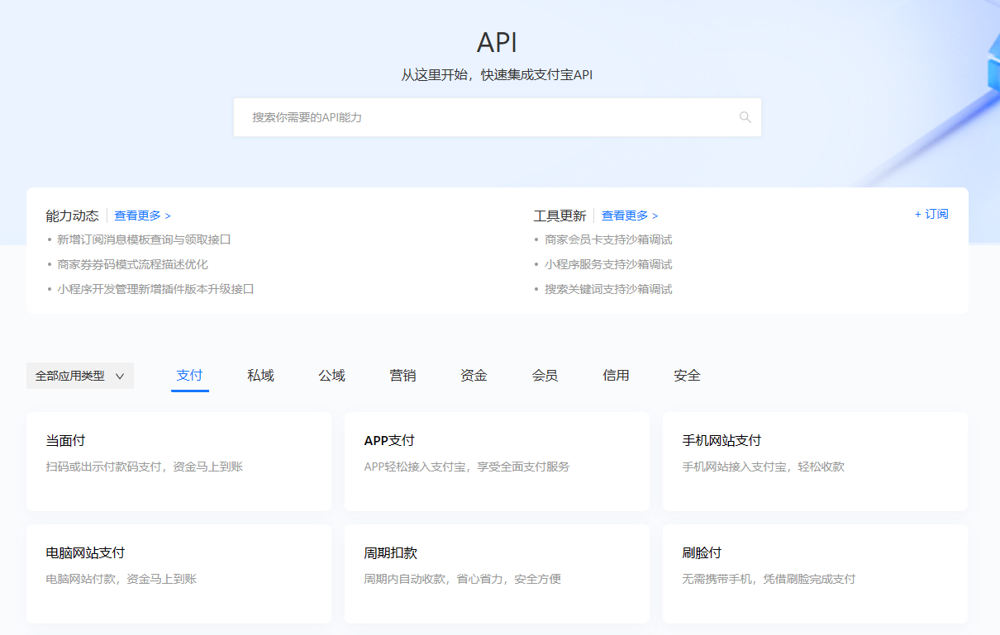 API
从这里开始，快速集成支付宝API
搜索你需要的API能力
能力动态 查看更多 >
• 新增订阅消息模板查询与领取接口
• 商家券券码模式流程描述优化
• 小程序开发管理新增插件版本升级接口
工具更新 查看更多 > + 订阅
• 商家会员卡支持沙箱调试
• 小程序服务支持沙箱调试
• 搜索关键词支持沙箱调试
全部应用类型 支付 私域 公域 营销 资金 会员 信用 安全
当面付
扫码或出示付款码支付，资金马上到账
APP支付
APP轻松接入支付宝，享受全面支付服务
手机网站支付
手机网站接入支付宝，轻松收款
电脑网站支付
电脑网站付款，资金马上到账
周期扣款
周期内自动收款，省心省力，安全方便
刷脸付
无需携带手机，凭借刷脸完成支付